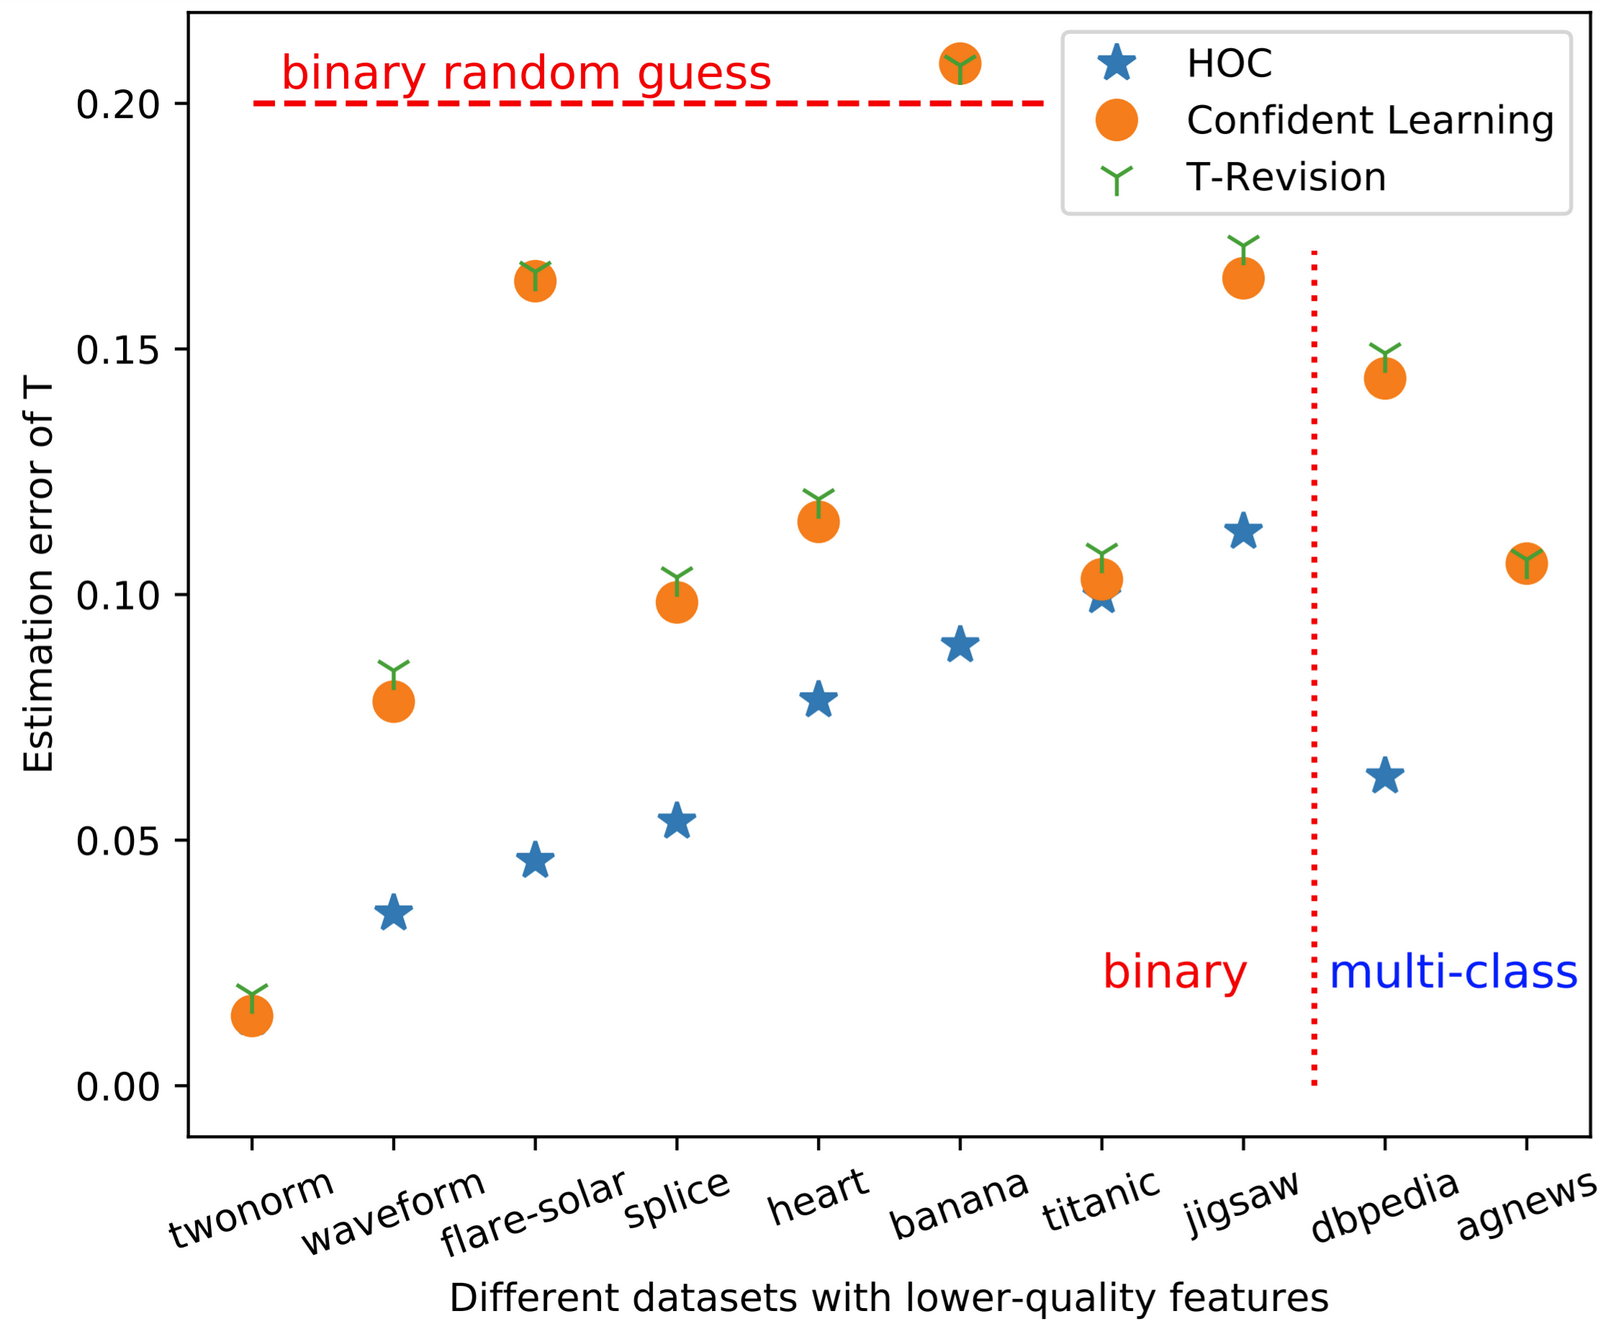 binary random guess
HOC
Confident Learning
T-Revision
0.20
0.15
0.10
0.05
0.00
Estimation error of T
binary
multi-class
twonorm
waveform
flare-solar
splice
heart
banana
titanic
jigsaw
dbpedia
agnews
Different datasets with lower-quality features